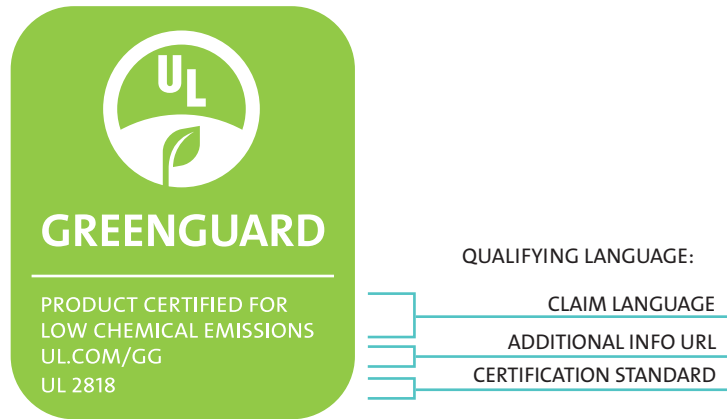 UL
GREENGUARD
PRODUCT CERTIFIED FOR
LOW CHEMICAL EMISSIONS
UL.COM/GG
UL 2818
QUALIFYING LANGUAGE:
CLAIM LANGUAGE
ADDITIONAL INFO URL
CERTIFICATION STANDARD